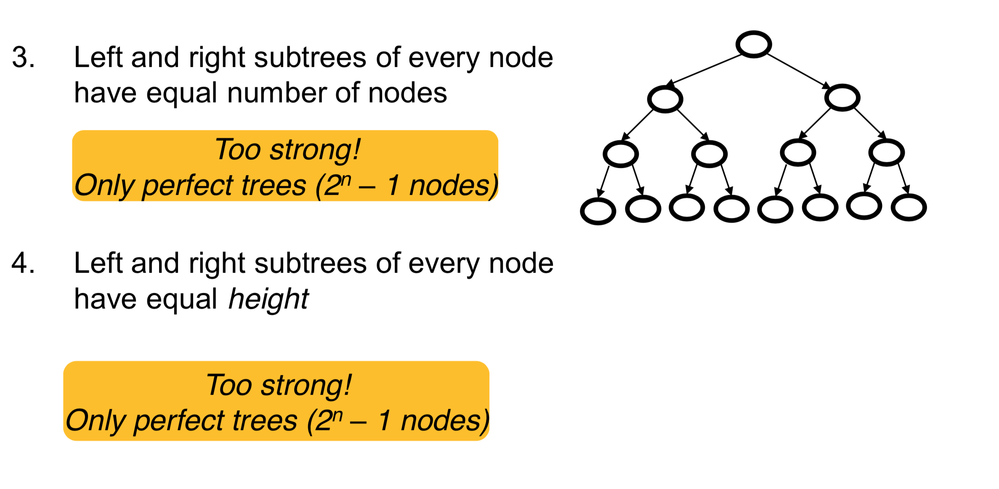 3. Left and right subtrees of every node
have equal number of nodes
Too strong!
Only perfect trees (2ⁿ – 1 nodes)
4. Left and right subtrees of every node
have equal height
Too strong!
Only perfect trees (2ⁿ – 1 nodes)